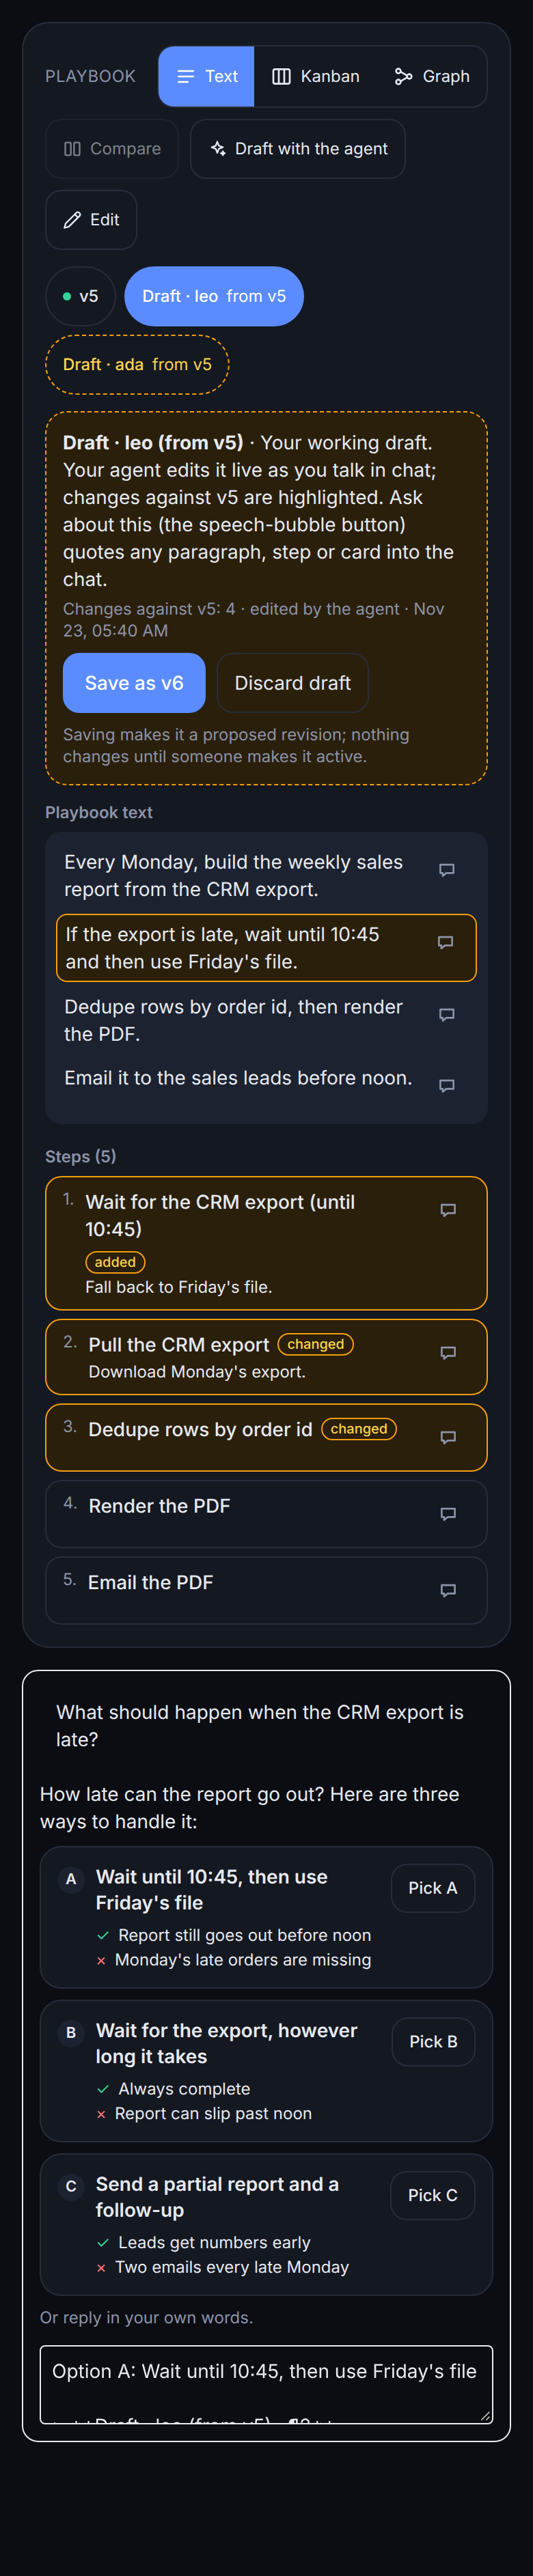 PLAYBOOK
Text
Kanban
Graph
Compare
Draft with the agent
Edit
v5
Draft · leo from v5
Draft · ada from v5
Draft · leo (from v5) · Your working draft.
Your agent edits it live as you talk in chat;
changes against v5 are highlighted. Ask
about this (the speech-bubble button)
quotes any paragraph, step or card into the
chat.
Changes against v5: 4 · edited by the agent · Nov
23, 05:40 AM
Save as v6
Discard draft
Saving makes it a proposed revision; nothing
changes until someone makes it active.
Playbook text
Every Monday, build the weekly sales
report from the CRM export.
If the export is late, wait until 10:45
and then use Friday's file.
Dedupe rows by order id, then render
the PDF.
Email it to the sales leads before noon.
Steps (5)
1. Wait for the CRM export (until
10:45)
added
Fall back to Friday's file.
2. Pull the CRM export changed
Download Monday's export.
3. Dedupe rows by order id changed
4. Render the PDF
5. Email the PDF
What should happen when the CRM export is
late?
How late can the report go out? Here are three
ways to handle it:
A Wait until 10:45, then use
Friday's file
Pick A
✓ Report still goes out before noon
× Monday's late orders are missing
B Wait for the export, however
long it takes
Pick B
✓ Always complete
× Report can slip past noon
C Send a partial report and a
follow-up
Pick C
✓ Leads get numbers early
× Two emails every late Monday
Or reply in your own words.
Option A: Wait until 10:45, then use Friday's file
Draft: leo (from v5)